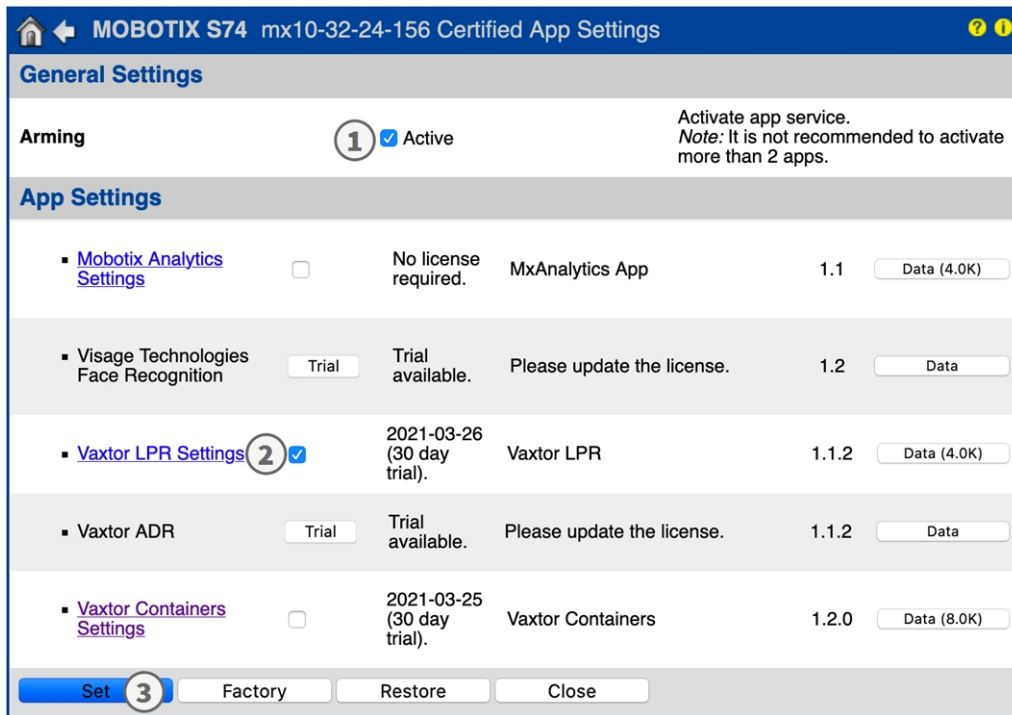 MOBOTIX S74 mx10-32-24-156 Certified App Settings ? i
General Settings
Arming
1
Active
Activate app service.
Note: It is not recommended to activate
more than 2 apps.
App Settings
Mobotix Analytics
Settings
No license
required.
MxAnalytics App
1.1
Data (4.0K)
Visage Technologies
Face Recognition
Trial
Trial
available.
Please update the license.
1.2
Data
Vaxtor LPR Settings
2
2021-03-26
(30 day
trial).
Vaxtor LPR
1.1.2
Data (4.0K)
Vaxtor ADR
Trial
Trial
available.
Please update the license.
1.1.2
Data
Vaxtor Containers
Settings
2021-03-25
(30 day
trial).
Vaxtor Containers
1.2.0
Data (8.0K)
Set 3 Factory Restore Close